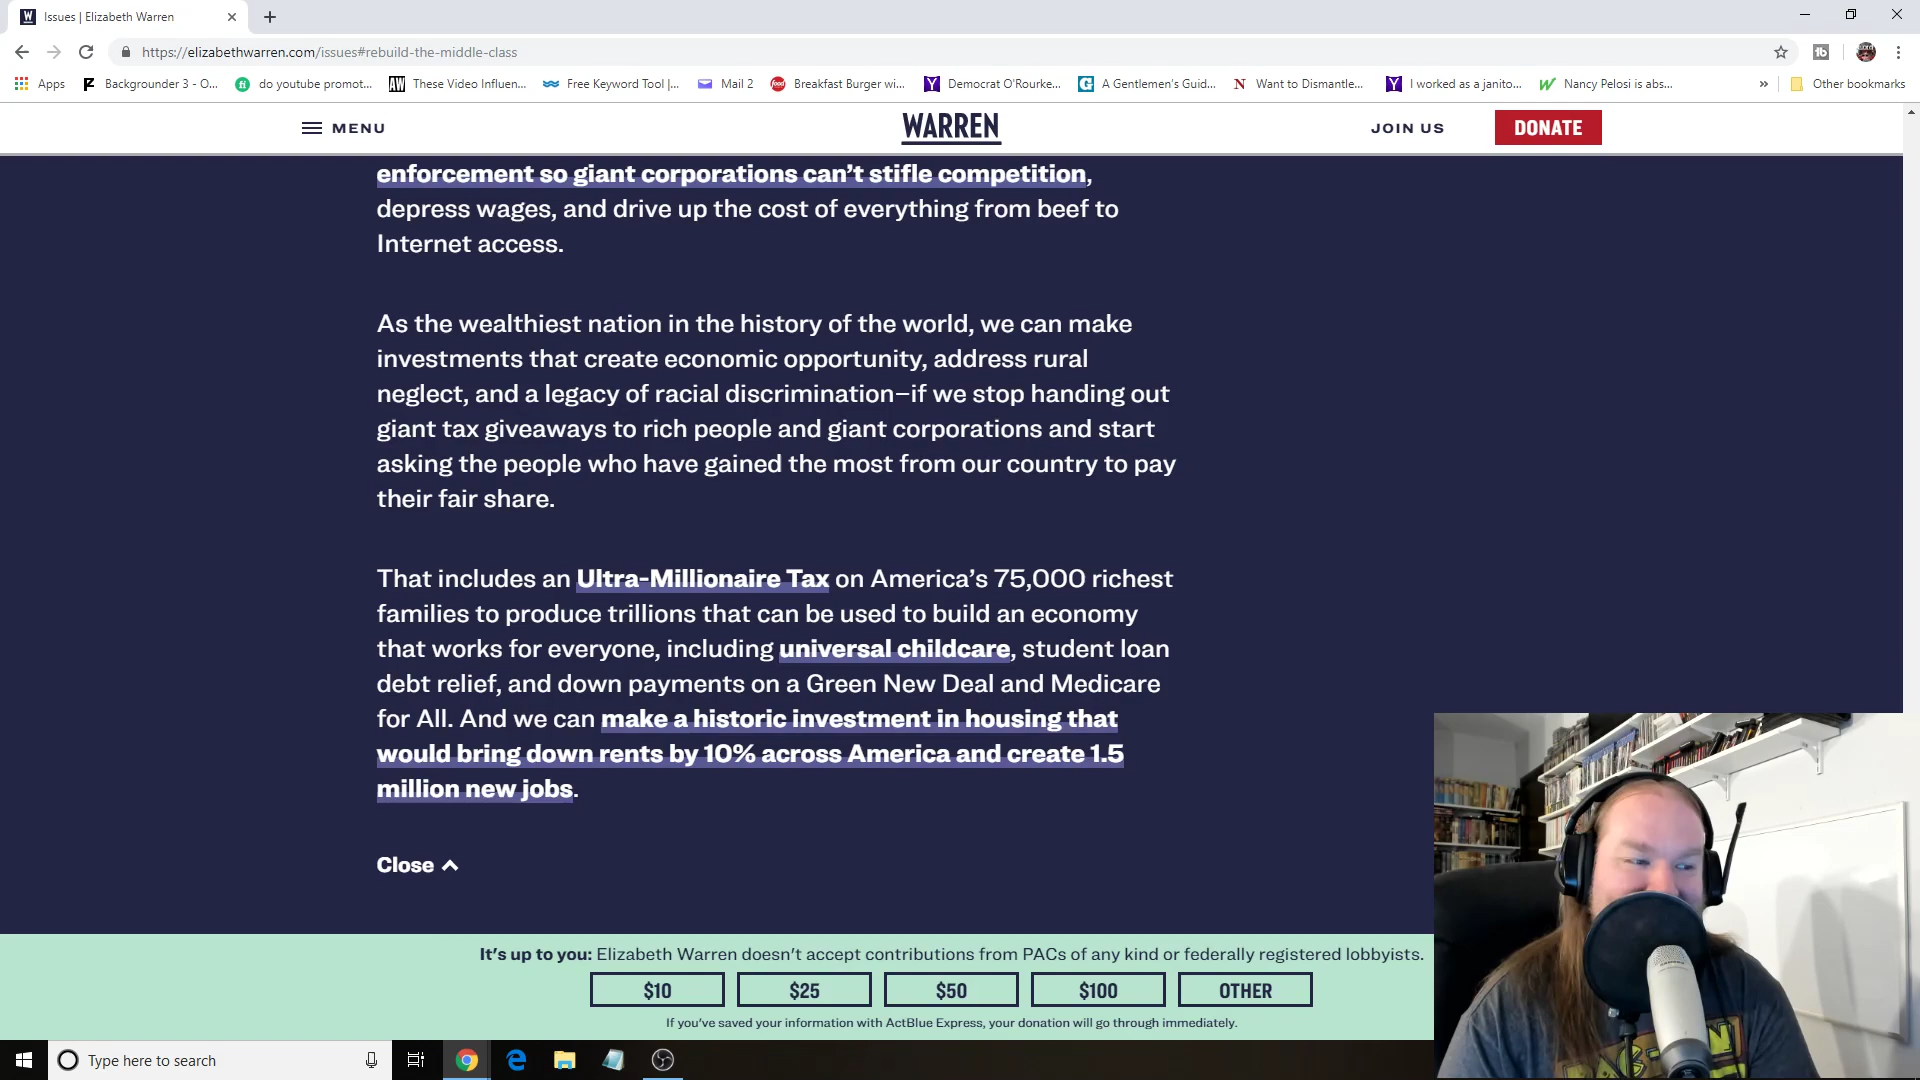 Issues | Elizabeth Warren
https://elizabethwarren.com/issues#rebuild-the-middle-class
Apps Backgrounder 3 - O... do youtube promot... These Video Influen... Free Keyword Tool |... Mail 2 Breakfast Burger wi... Democrat O'Rourke... A Gentlemen's Guid... Want to Dismantle... I worked as a janito... Nancy Pelosi is abs... » Other bookmarks
MENU WARREN JOIN US DONATE
enforcement so giant corporations can’t stifle competition,
depress wages, and drive up the cost of everything from beef to
Internet access.
As the wealthiest nation in the history of the world, we can make
investments that create economic opportunity, address rural
neglect, and a legacy of racial discrimination–if we stop handing out
giant tax giveaways to rich people and giant corporations and start
asking the people who have gained the most from our country to pay
their fair share.
That includes an Ultra-Millionaire Tax on America’s 75,000 richest
families to produce trillions that can be used to build an economy
that works for everyone, including universal childcare, student loan
debt relief, and down payments on a Green New Deal and Medicare
for All. And we can make a historic investment in housing that
would bring down rents by 10% across America and create 1.5
million new jobs.
Close
It's up to you: Elizabeth Warren doesn't accept contributions from PACs of any kind or federally registered lobbyists.
$10 $25 $50 $100 OTHER
If you've saved your information with ActBlue Express, your donation will go through immediately.
Type here to search